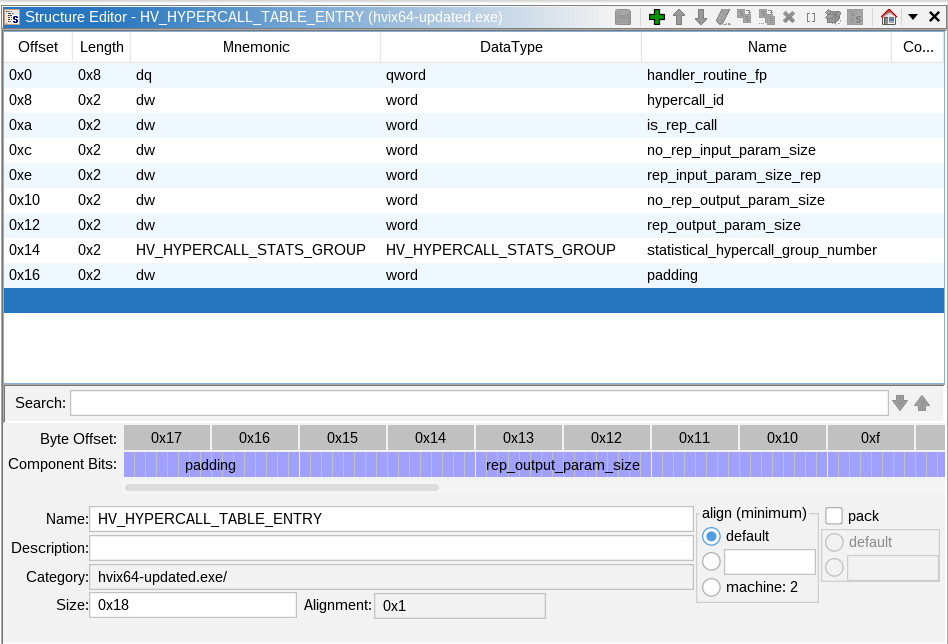 Structure Editor - HV_HYPERCALL_TABLE_ENTRY (hvix64-updated.exe)
Offset Length Mnemonic DataType Name Co...
0x0 0x8 dq qword handler_routine_fp
0x8 0x2 dw word hypercall_id
0xa 0x2 dw word is_rep_call
0xc 0x2 dw word no_rep_input_param_size
0xe 0x2 dw word rep_input_param_size_rep
0x10 0x2 dw word no_rep_output_param_size
0x12 0x2 dw word rep_output_param_size
0x14 0x2 HV_HYPERCALL_STATS_GROUP HV_HYPERCALL_STATS_GROUP statistical_hypercall_group_number
0x16 0x2 dw word padding
Search:
Byte Offset: 0x17 0x16 0x15 0x14 0x13 0x12 0x11 0x10 0xf
Component Bits: padding rep_output_param_size
Name: HV_HYPERCALL_TABLE_ENTRY
Description:
Category: hvix64-updated.exe/
Size: 0x18 Alignment: 0x1
align (minimum)
default
machine: 2
pack
default